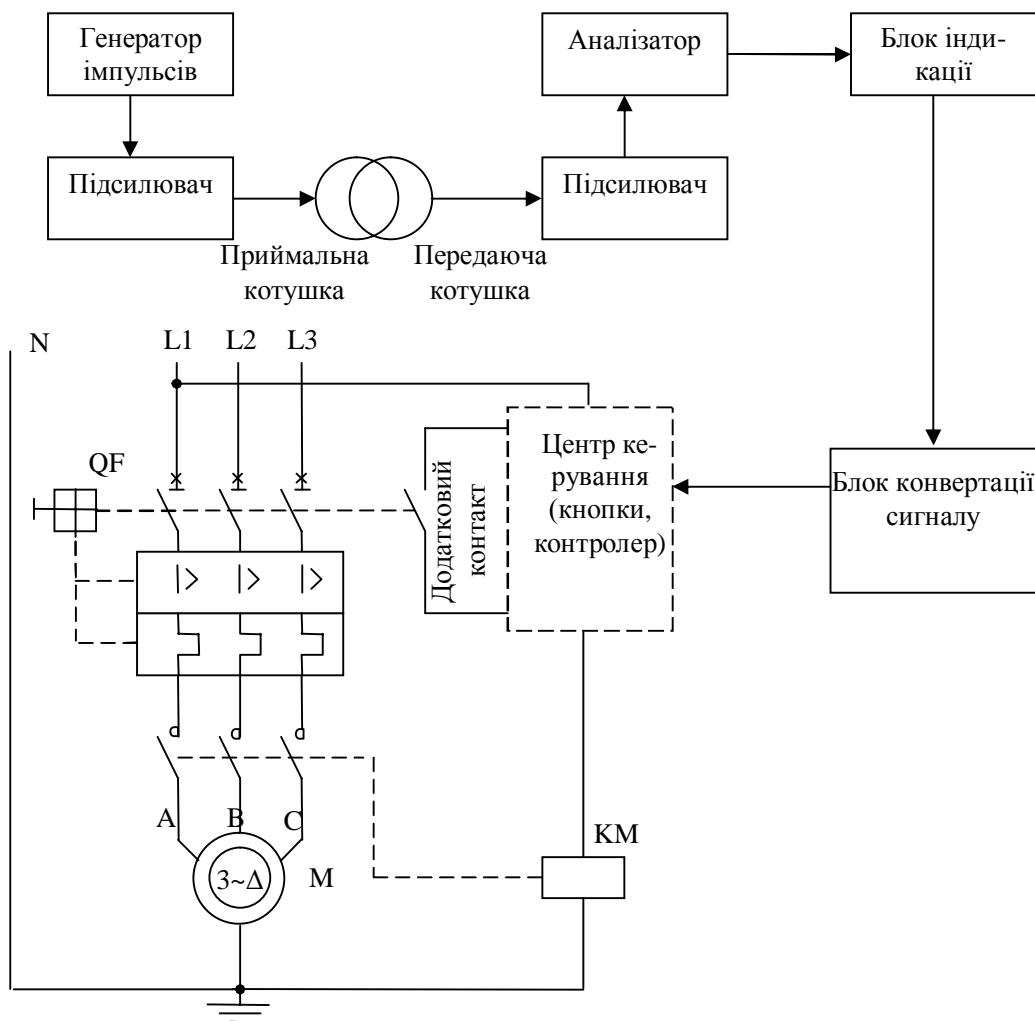 Генератор
імпульсів
Аналізатор
Блок інди-
кації
Підсилювач
Підсилювач
Приймальна
котушка
Передаюча
котушка
N
L1
L2
L3
QF
Додатковий
контакт
Центр ке-
рування
(кнопки,
контролер)
Блок конвертації
сигналу
A
B
C
KM
3~Δ
M